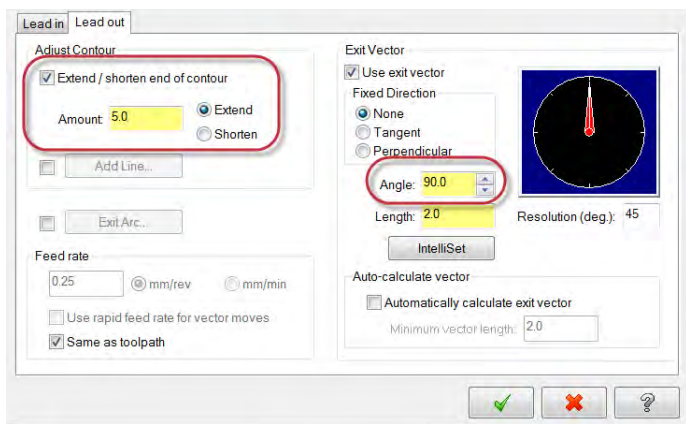 Lead in Lead out
Adjust Contour
Extend / shorten end of contour
Amount: 5.0
Extend
Shorten
Add Line...
Exit Arc...
Feed rate
0.25 mm/rev mm/min
Use rapid feed rate for vector moves
Same as toolpath
Exit Vector
Use exit vector
Fixed Direction
None
Tangent
Perpendicular
Angle: 90.0
Length: 2.0 Resolution (deg.): 45
IntelliSet
Auto-calculate vector
Automatically calculate exit vector
Minimum vector length: 2.0